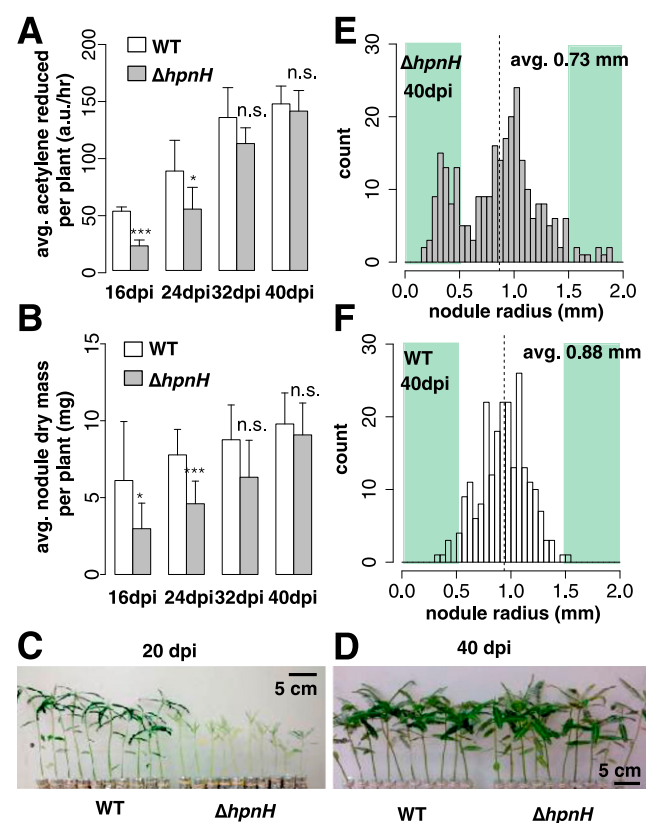 A
avg. acetylene reduced
per plant (a.u./hr)
0 50 100 150 200
WT
ΔhpnH
***
*
n.s.
n.s.
16dpi 24dpi 32dpi 40dpi
B
avg. nodule dry mass
per plant (mg)
0 5 10 15
WT
ΔhpnH
*
***
n.s.
n.s.
16dpi 24dpi 32dpi 40dpi
C
20 dpi
5 cm
WT ΔhpnH
D
40 dpi
5 cm
WT ΔhpnH
E
ΔhpnH
40dpi
avg. 0.73 mm
count
0 10 20 30
0.0 0.5 1.0 1.5 2.0
nodule radius (mm)
F
WT
40dpi
avg. 0.88 mm
count
0 10 20 30
0.0 0.5 1.0 1.5 2.0
nodule radius (mm)